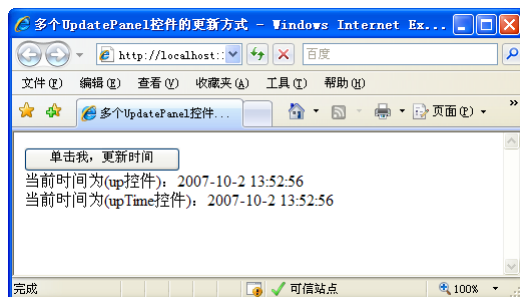 多个UpdatePanel控件的更新方式 - Windows Internet Ex...
http://localhost:: 百度
文件(F) 编辑(E) 查看(V) 收藏夹(A) 工具(T) 帮助(H)
多个UpdatePanel控件... 页面(P) »
单击我，更新时间
当前时间为(up控件)：2007-10-2 13:52:56
当前时间为(upTime控件)：2007-10-2 13:52:56
完成 可信站点 100%